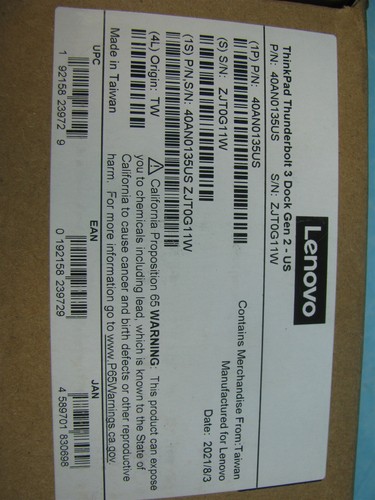 ThinkPad Thunderbolt 3 Dock Gen 2 - US
P/N: 40AN0135US S/N: ZJT0G11W
Lenovo
(1P) P/N: 40AN0135US
(S) S/N: ZJT0G11W
(1S) P/N,S/N: 40AN0135US ZJT0G11W
(4L) Origin: TW
Made in Taiwan
Contains Merchandise From: Taiwan
Manufactured for Lenovo
Date: 2021/8/3
⚠ California Proposition 65 WARNING: This product can expose
you to chemicals including lead, which is known to the State of
California to cause cancer and birth defects or other reproductive
harm. For more information go to www.P65Warnings.ca.gov.
UPC
1 92158 23972 9
EAN
0 192158 239729
JAN
4 589701 830698